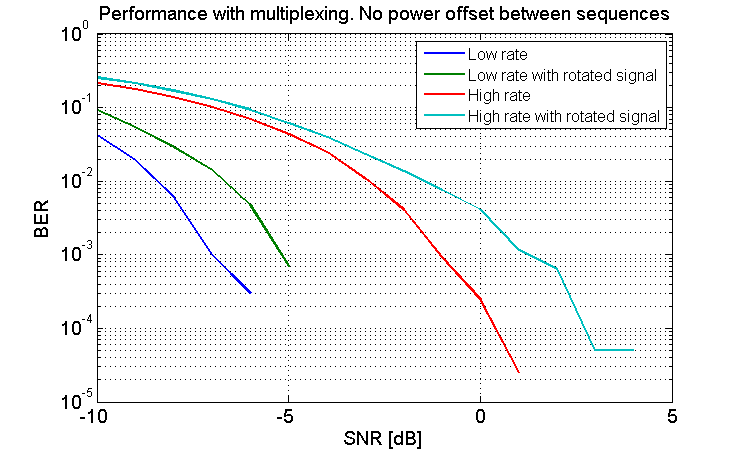 Performance with multiplexing. No power offset between sequences
10^0
10^-1
10^-2
10^-3
10^-4
10^-5
BER
Low rate
Low rate with rotated signal
High rate
High rate with rotated signal
-10 -5 0 5
SNR [dB]